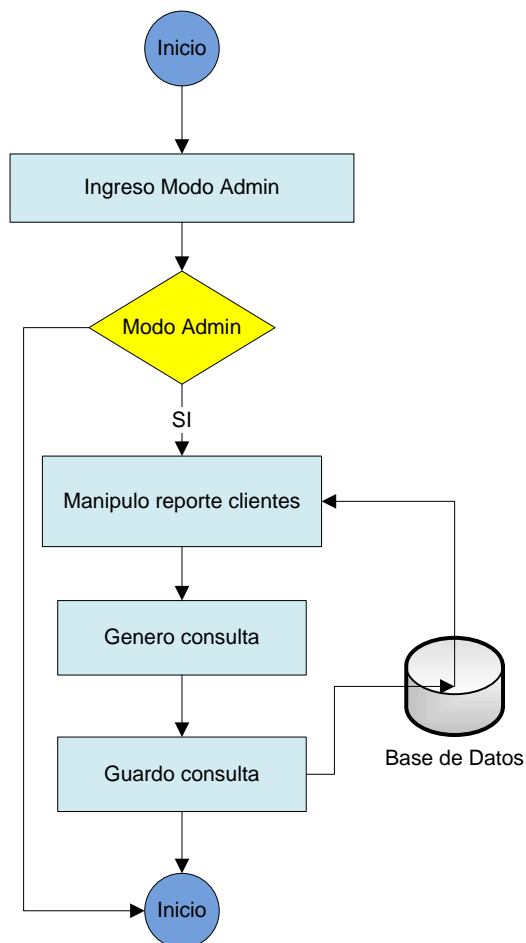 Inicio
Ingreso Modo Admin
Modo Admin
SI
Manipulo reporte clientes
Genero consulta
Guardo consulta
Base de Datos
Inicio